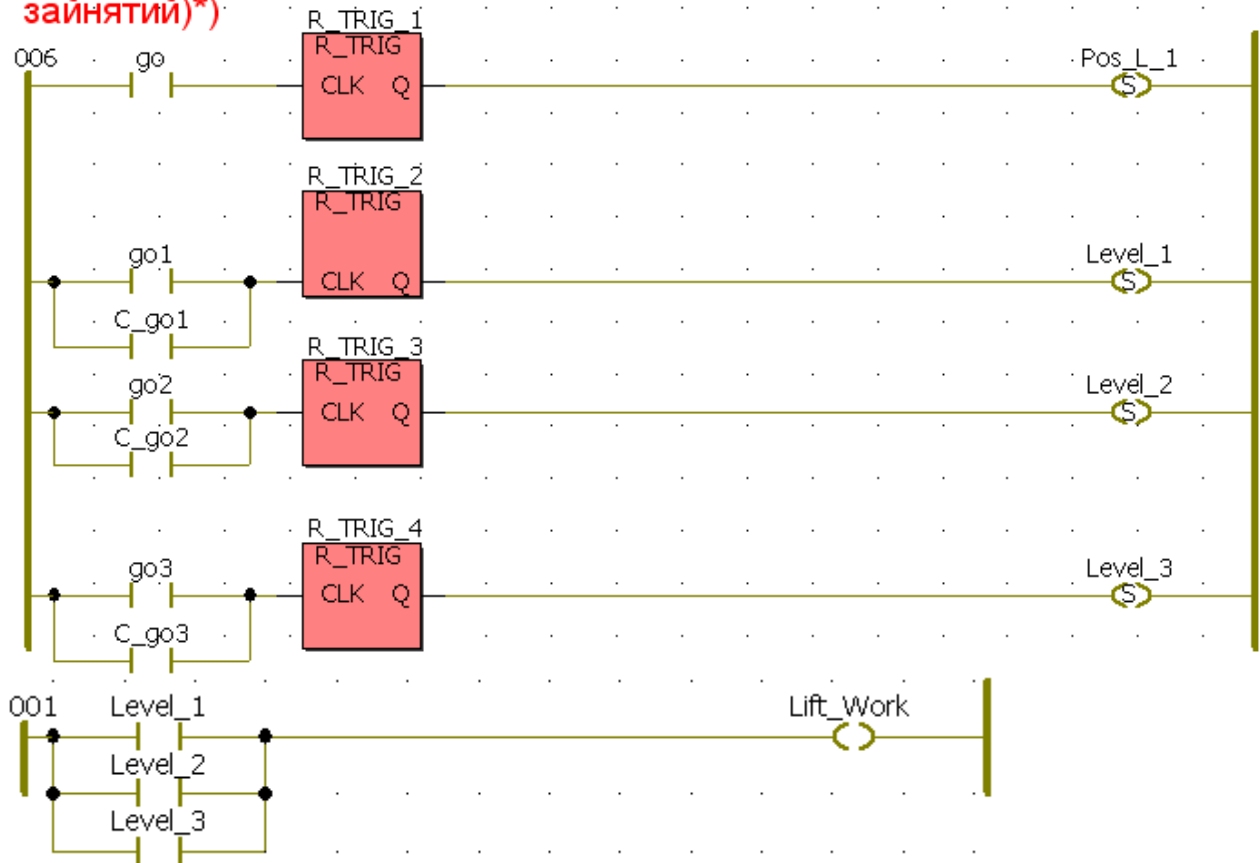 зайнятий)*)
R_TRIG_1
006 go R_TRIG Pos_L_1
CLK Q S
R_TRIG_2
R_TRIG
go1 Level_1
CLK Q S
C_go1
R_TRIG_3
R_TRIG
go2 Level_2
CLK Q S
C_go2
R_TRIG_4
R_TRIG
go3 Level_3
CLK Q S
C_go3
001 Level_1 Lift_Work
Level_2
Level_3